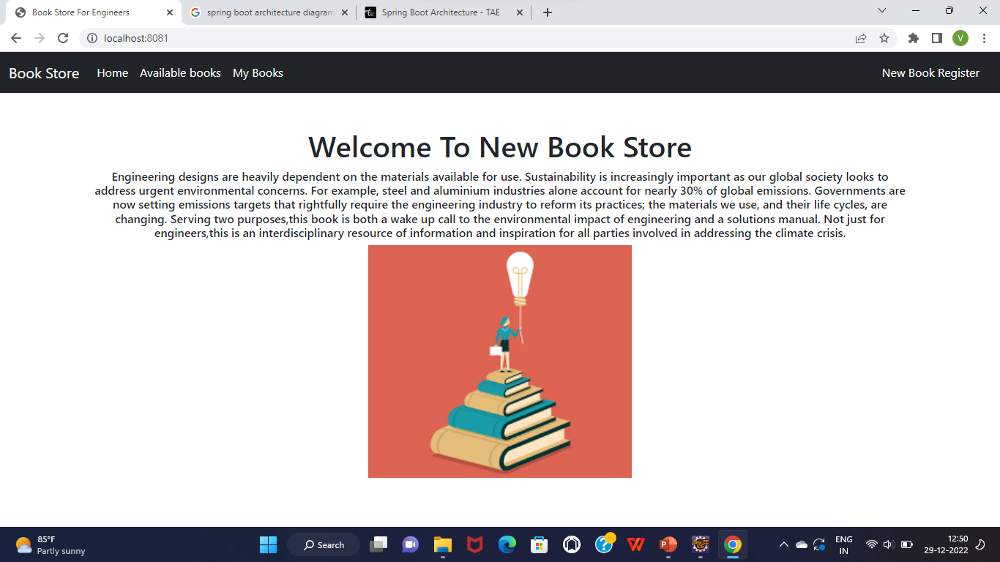 Book Store For Engineers
spring boot architecture diagram
Spring Boot Architecture - TAE
localhost:8081
V
Book Store Home Available books My Books New Book Register
Welcome To New Book Store
Engineering designs are heavily dependent on the materials available for use. Sustainability is increasingly important as our global society looks to
address urgent environmental concerns. For example, steel and aluminium industries alone account for nearly 30% of global emissions. Governments are
now setting emissions targets that rightfully require the engineering industry to reform its practices; the materials we use, and their life cycles, are
changing. Serving two purposes,this book is both a wake up call to the environmental impact of engineering and a solutions manual. Not just for
engineers,this is an interdisciplinary resource of information and inspiration for all parties involved in addressing the climate crisis.
85°F
Partly sunny
Search
Java EE
IDE
ENG
IN
12:50
29-12-2022